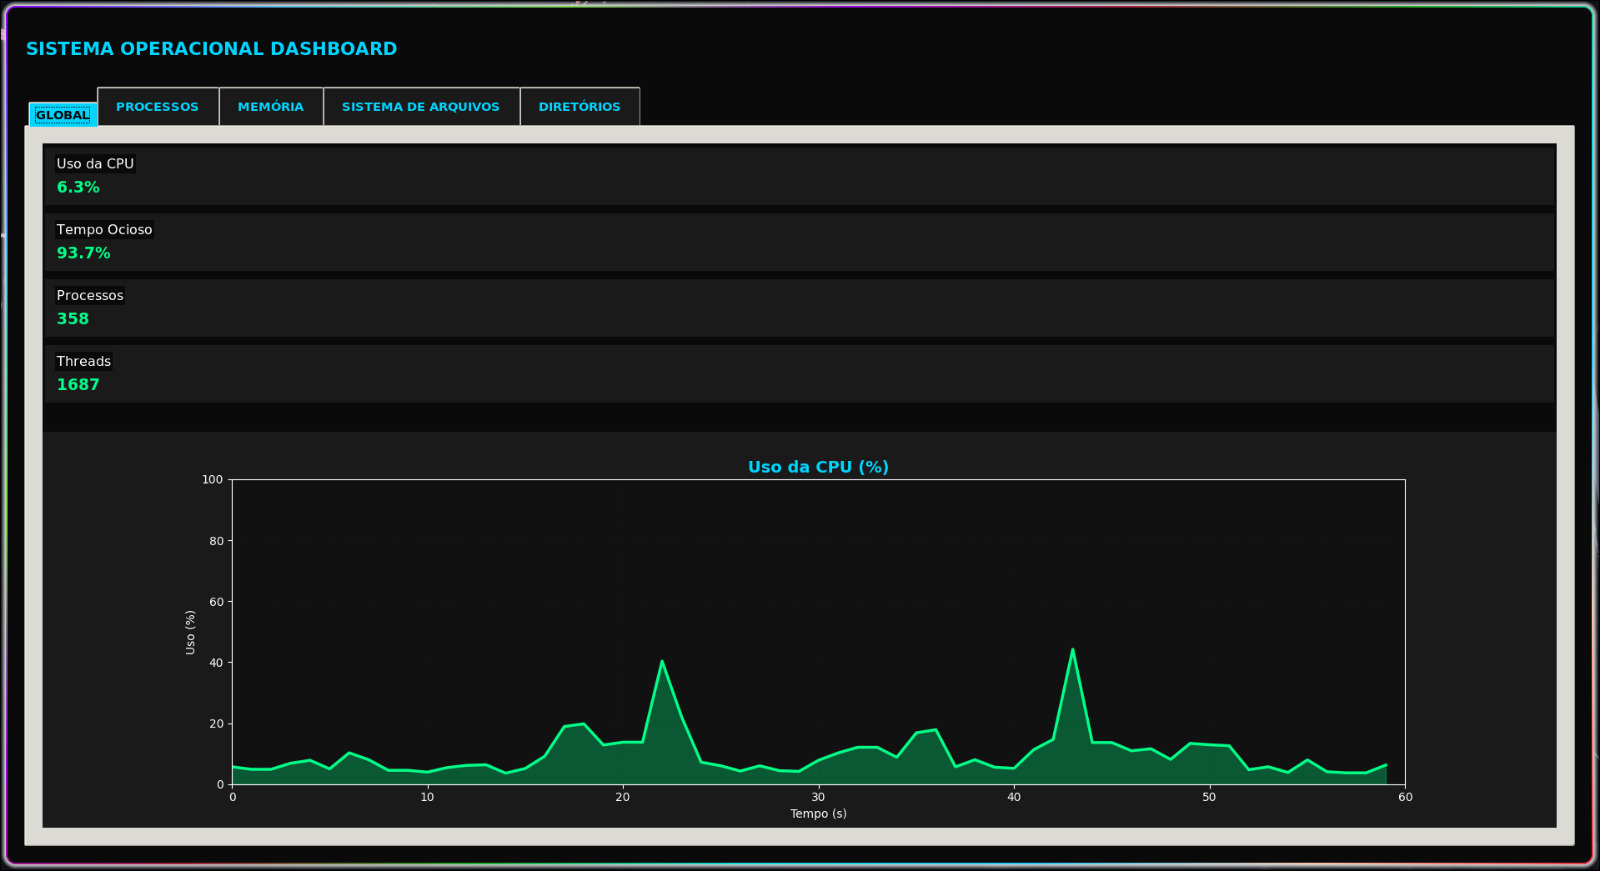 SISTEMA OPERACIONAL DASHBOARD
GLOBAL PROCESSOS MEMÓRIA SISTEMA DE ARQUIVOS DIRETÓRIOS
Uso da CPU
6.3%
Tempo Ocioso
93.7%
Processos
358
Threads
1687
Uso da CPU (%)
100
80
60
40
20
0
Uso (%)
0 10 20 30 40 50 60
Tempo (s)